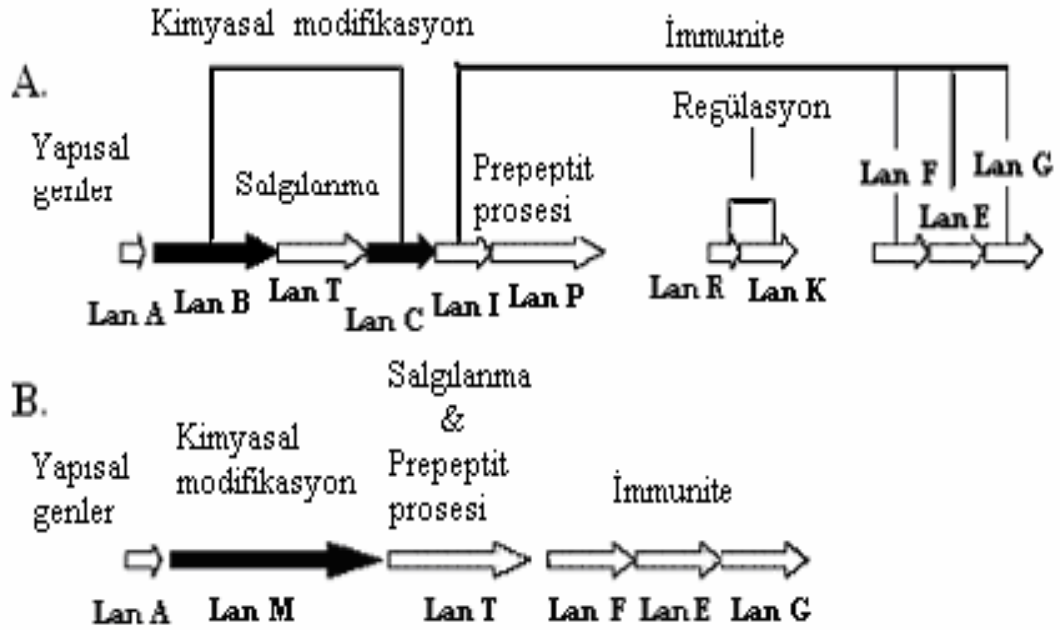 Kimyasal modifikasyon
İmmunite
A.
Regülasyon
Yapısal
genler
Salgılanma
Prepeptit
prosesi
Lan F
Lan G
Lan E
Lan A
Lan B
Lan T
Lan C
Lan I
Lan P
Lan R
Lan K
B.
Salgılanma
&
Prepeptit
prosesi
Kimyasal
modifikasyon
Yapısal
genler
İmmunite
Lan A
Lan M
Lan T
Lan F
Lan E
Lan G